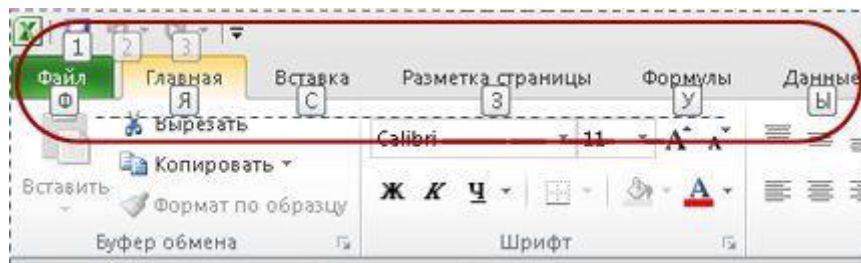 1 2 3
Файл Главная Вставка Разметка страницы Формулы Данные
Ф Я С З У Ы
Вырезать
Calibri 11 А А
Копировать
Вставить
Формат по образцу
Ж К Ч А
Буфер обмена Шрифт